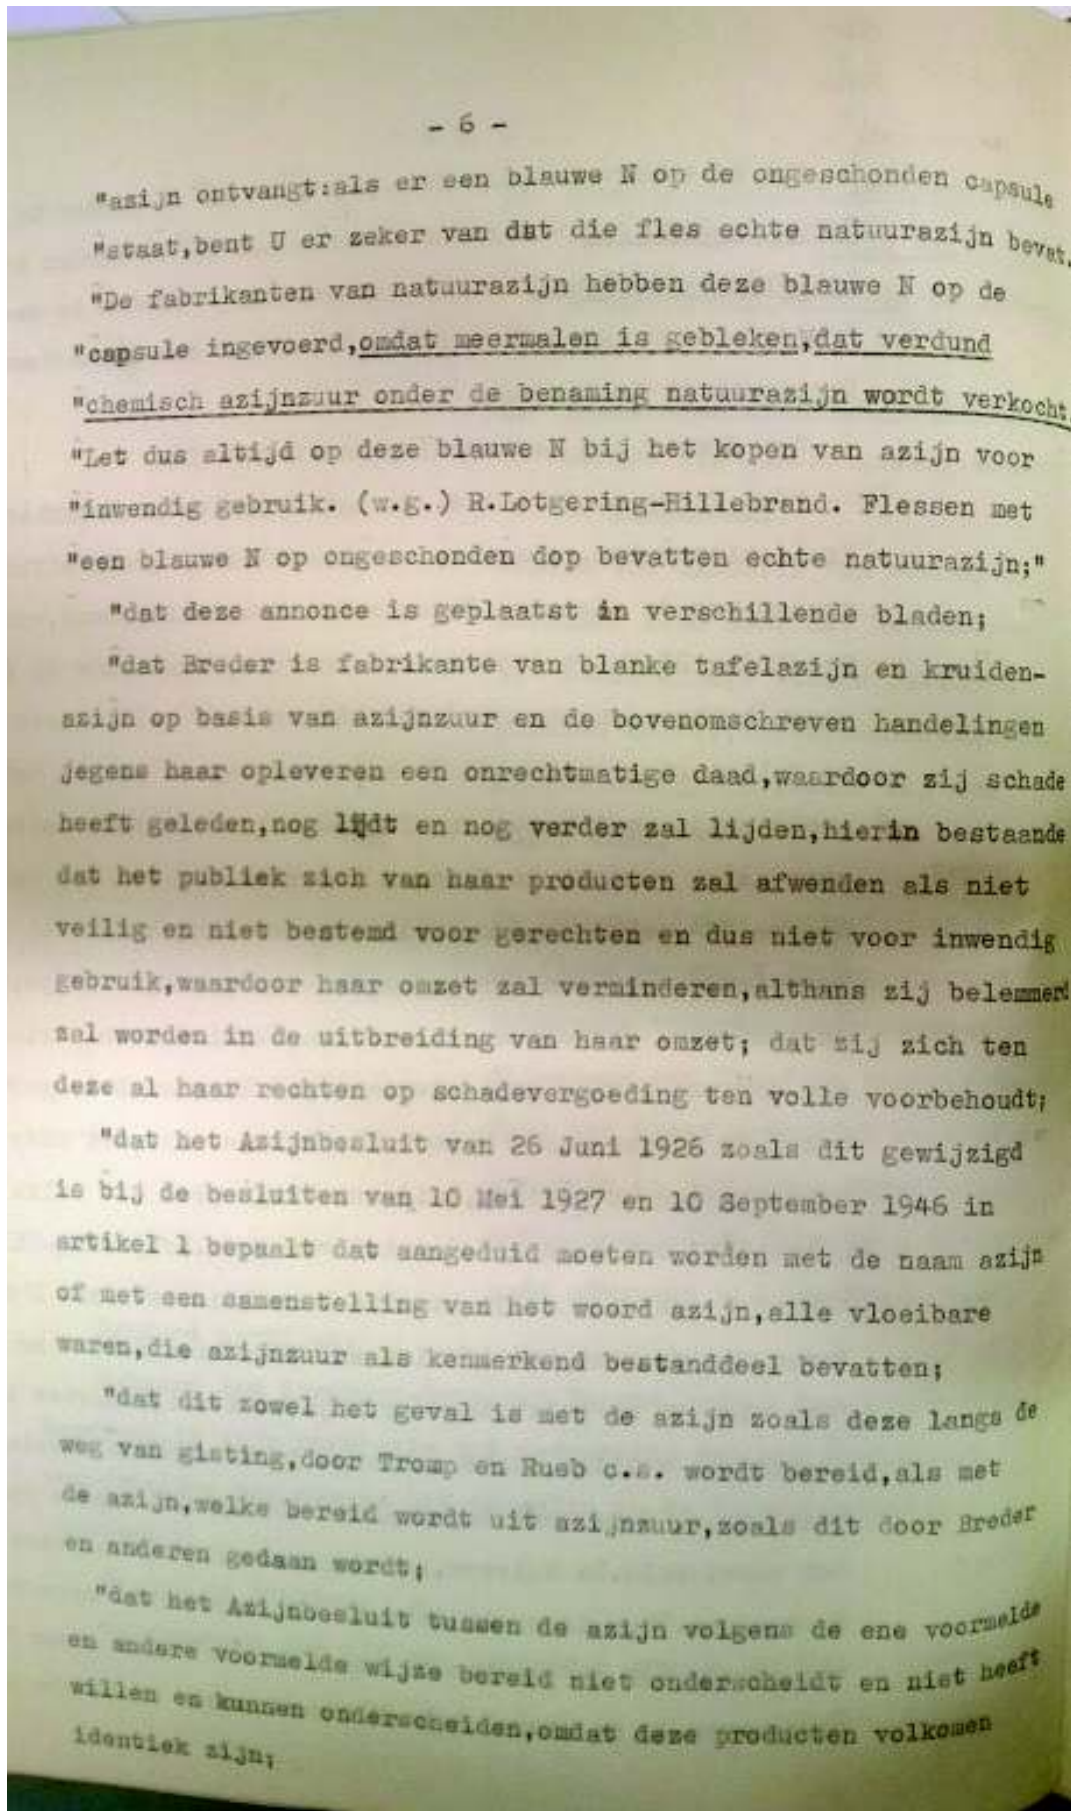 - 6 -
"azijn ontvangt:als er een blauwe N op de ongeschonden capsule
"staat,bent U er zeker van dat die fles echte natuurazijn bevat.
"De fabrikanten van natuurazijn hebben deze blauwe N op de
"capsule ingevoerd,omdat meermalen is gebleken,dat verdund
"chemisch azijnzuur onder de benaming natuurazijn wordt verkocht.
"Let dus altijd op deze blauwe N bij het kopen van azijn voor
"inwendig gebruik. (w.g.) R.Lotgering-Hillebrand. Flessen met
"een blauwe N op ongeschonden dop bevatten echte natuurazijn;"
"dat deze annonce is geplaatst in verschillende bladen;
"dat Breder is fabrikante van blanke tafelazijn en kruiden-
azijn op basis van azijnzuur en de bovenomschreven handelingen
jegens haar opleveren een onrechtmatige daad,waardoor zij schade
heeft geleden,nog lijdt en nog verder zal lijden,hierin bestaande
dat het publiek zich van haar producten zal afwenden als niet
veilig en niet bestemd voor gerechten en dus niet voor inwendig
gebruik,waardoor haar omzet zal verminderen,althans zij belemmerd
zal worden in de uitbreiding van haar omzet; dat zij zich ten
deze al haar rechten op schadevergoeding ten volle voorbehoudt;
"dat het Azijnbesluit van 26 Juni 1926 zoals dit gewijzigd
is bij de besluiten van 10 Mei 1927 en 10 September 1946 in
artikel 1 bepaalt dat aangeduid moeten worden met de naam azijn
of met een samenstelling van het woord azijn,alle vloeibare
waren,die azijnzuur als kenmerkend bestanddeel bevatten;
"dat dit zowel het geval is met de azijn zoals deze langs de
weg van gisting,door Tromp en Rueb c.s. wordt bereid,als met
de azijn,welke bereid wordt uit azijnzuur,zoals dit door Breder
en anderen gedaan wordt;
"dat het Azijnbesluit tussen de azijn volgens de ene voormelde
en andere voormelde wijze bereid niet onderscheidt en niet heeft
willen en kunnen onderscheiden,omdat deze producten volkomen
identiek zijn;